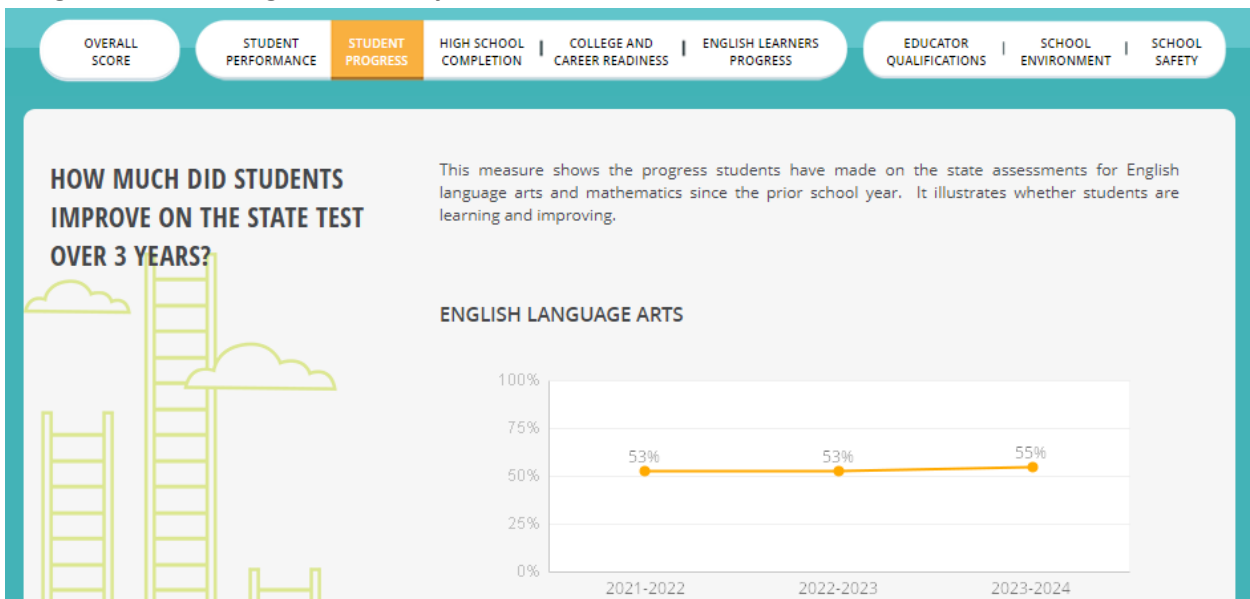 OVERALL
SCORE
STUDENT
PERFORMANCE
STUDENT
PROGRESS
HIGH SCHOOL
COMPLETION
COLLEGE AND
CAREER READINESS
ENGLISH LEARNERS
PROGRESS
EDUCATOR
QUALIFICATIONS
SCHOOL
ENVIRONMENT
SCHOOL
SAFETY
HOW MUCH DID STUDENTS
IMPROVE ON THE STATE TEST
OVER 3 YEARS?
This measure shows the progress students have made on the state assessments for English
language arts and mathematics since the prior school year. It illustrates whether students are
learning and improving.
ENGLISH LANGUAGE ARTS
100%
75%
50%
25%
0%
53%
53%
55%
2021-2022
2022-2023
2023-2024